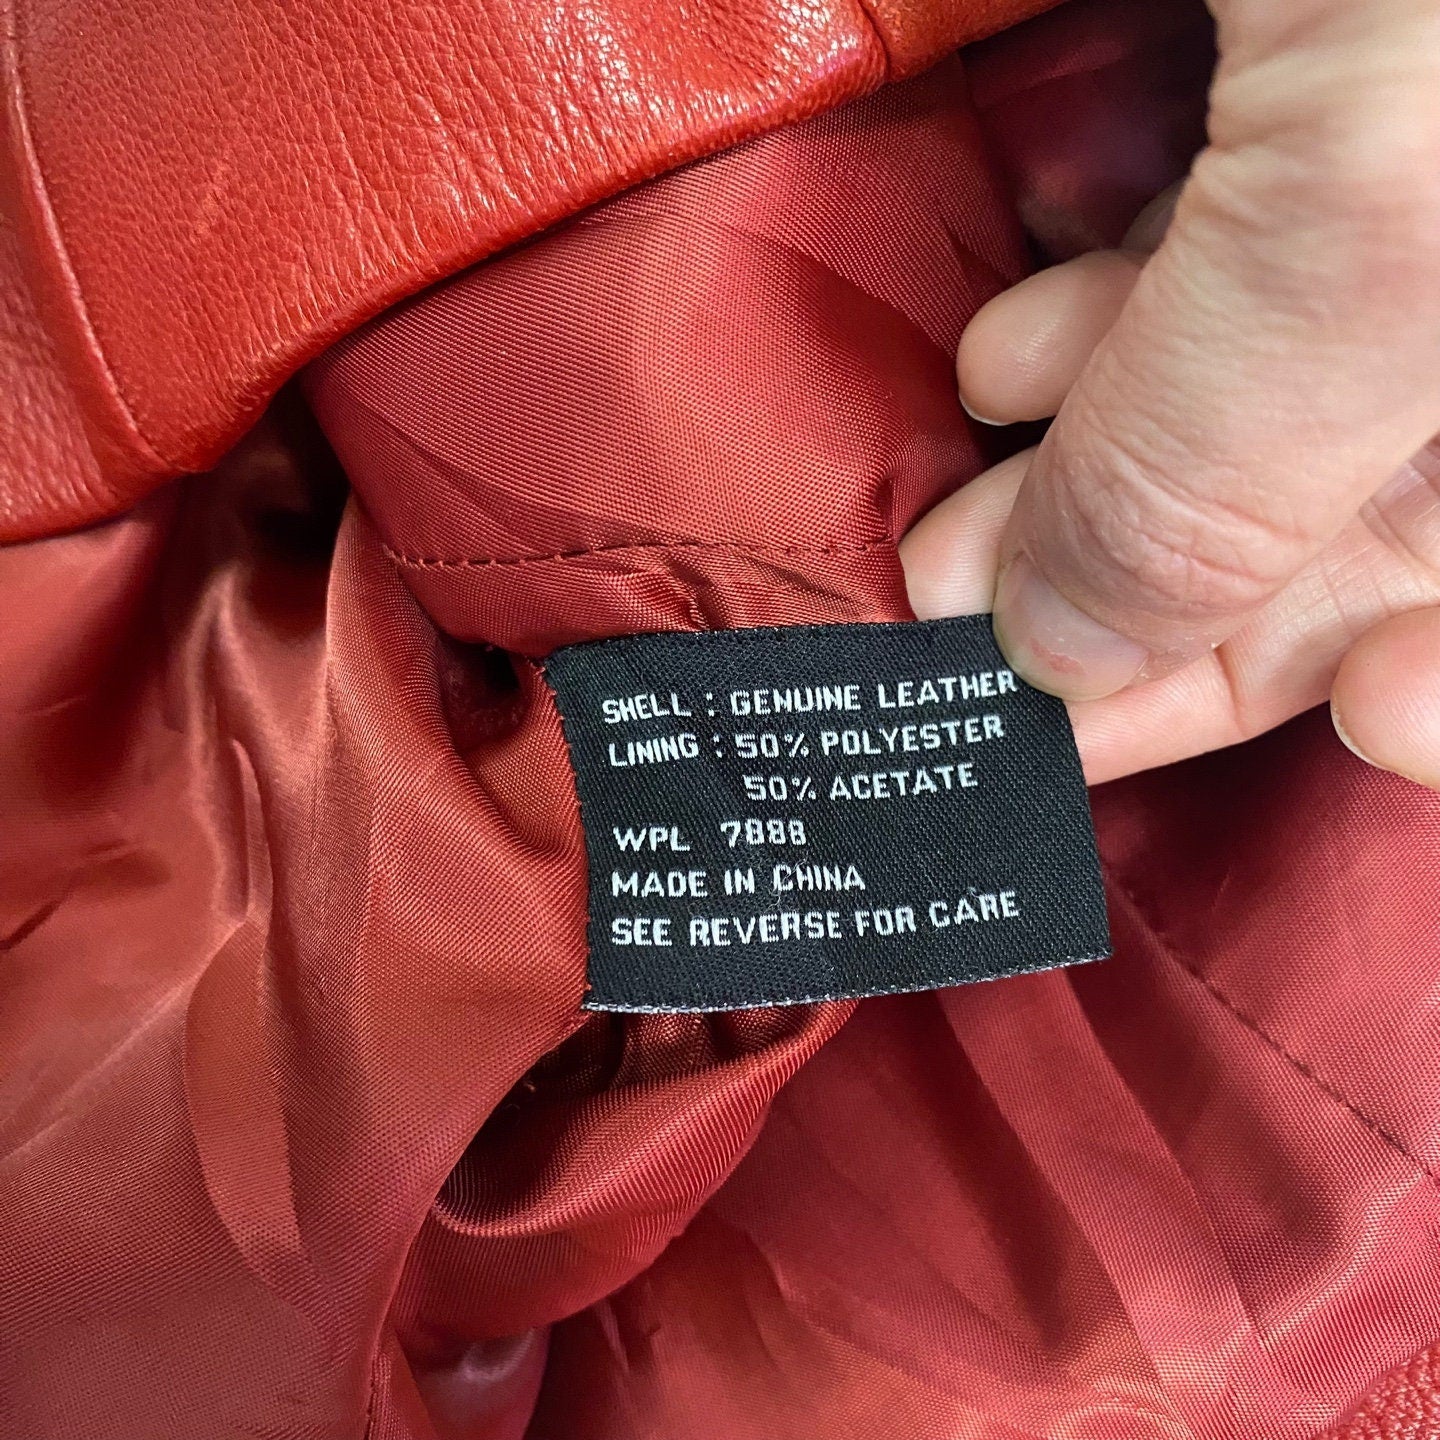 SHELL : GENUINE LEATHER
LINING : 50% POLYESTER
50% ACETATE
WPL 7888
MADE IN CHINA
SEE REVERSE FOR CARE